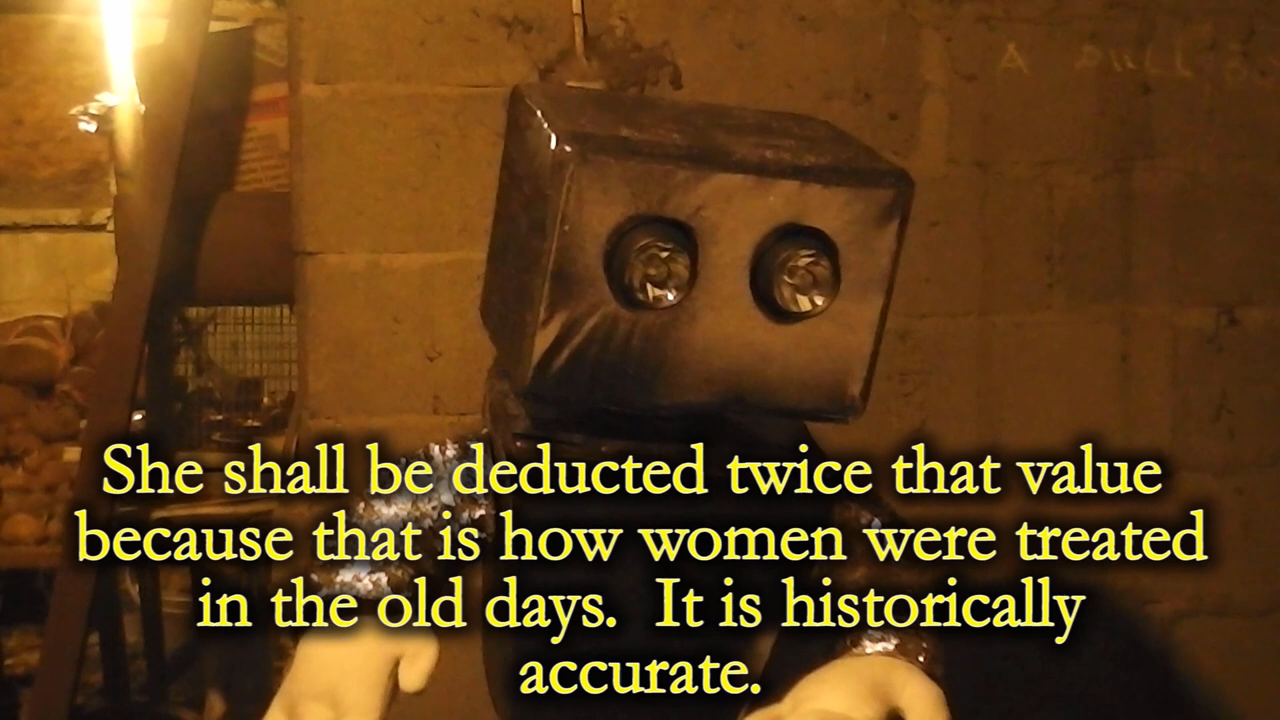 She shall be deducted twice that value
because that is how women were treated
in the old days.  It is historically
accurate.